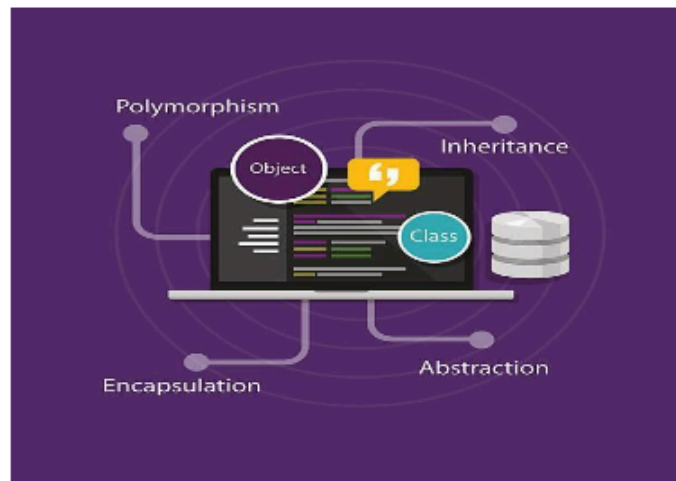 Polymorphism
Inheritance
Object
Class
Abstraction
Encapsulation